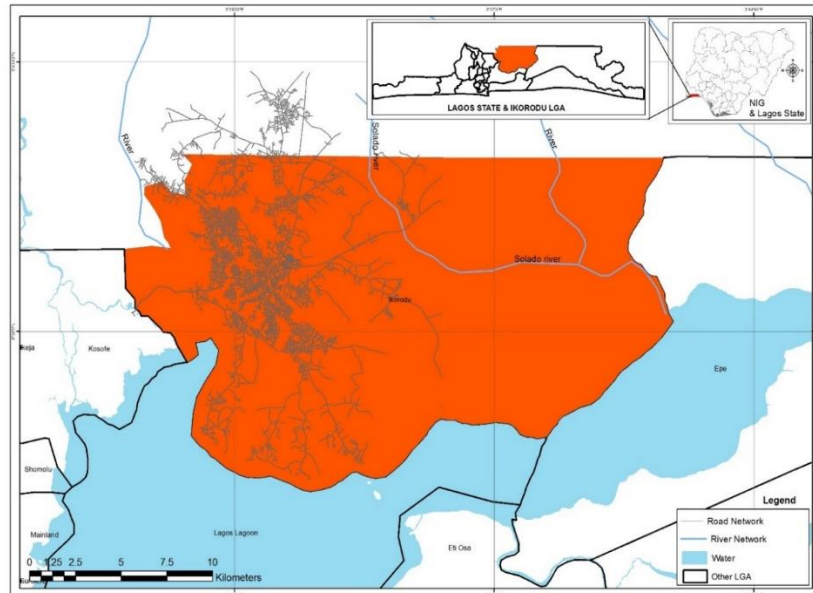 LAGOS STATE & IKORODU LGA
NIG
& Lagos State
River
Solado river
River
Solado river
Ikorodu
Kosofe
Epe
Shomolu
Mainland
Lagos Lagoon
Eti Osa
Legend
Road Network
River Network
Water
Other LGA
0 1.25 2.5 5 7.5 10
Kilometers